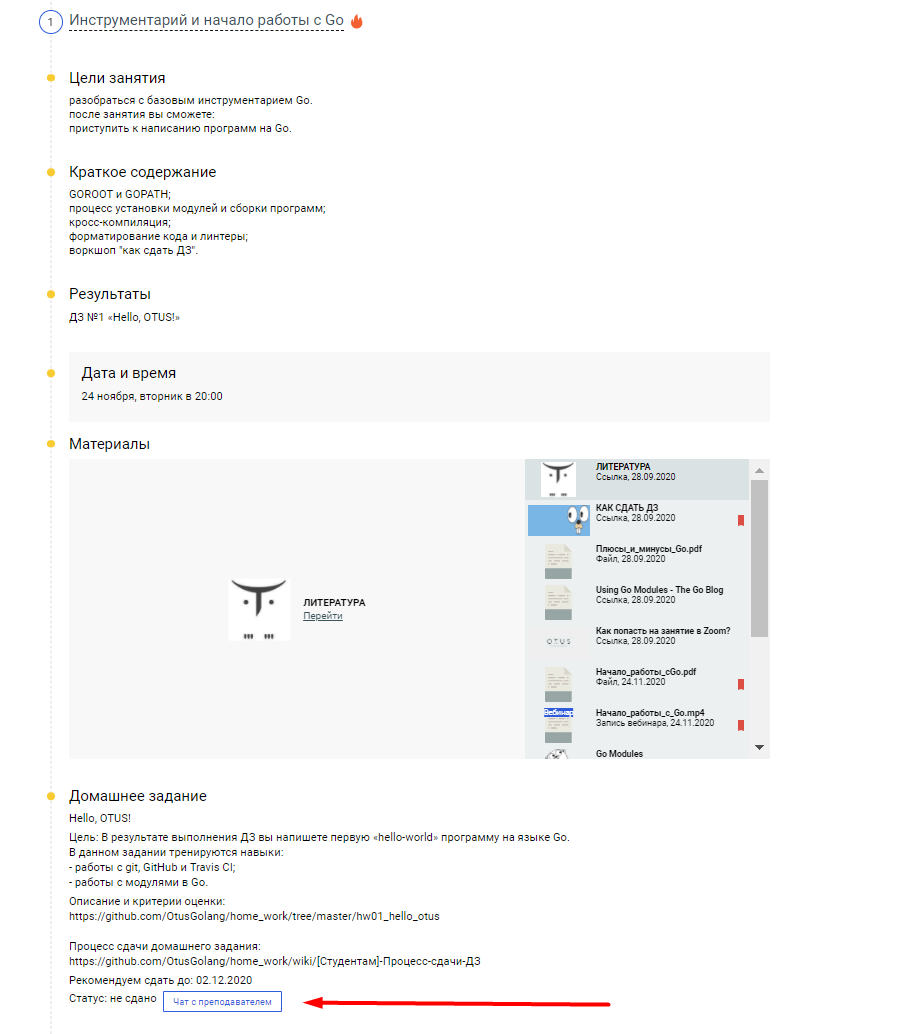 1 Инструментарий и начало работы с Go
Цели занятия
разобраться с базовым инструментарием Go.
после занятия вы сможете:
приступить к написанию программ на Go.
Краткое содержание
GOROOT и GOPATH;
процесс установки модулей и сборки программ;
кросс-компиляция;
форматирование кода и линтеры;
воркшоп "как сдать ДЗ".
Результаты
ДЗ №1 «Hello, OTUS!»
Дата и время
24 ноября, вторник в 20:00
Материалы
ЛИТЕРАТУРА
Перейти
ЛИТЕРАТУРА
Ссылка, 28.09.2020
КАК СДАТЬ ДЗ
Ссылка, 28.09.2020
Плюсы_и_минусы_Go.pdf
Файл, 28.09.2020
Using Go Modules - The Go Blog
Ссылка, 28.09.2020
OTUS
Как попасть на занятие в Zoom?
Ссылка, 28.09.2020
Начало_работы_сGo.pdf
Файл, 24.11.2020
Вебинар
Начало_работы_с_Go.mp4
Запись вебинара, 24.11.2020
Go Modules
Домашнее задание
Hello, OTUS!
Цель: В результате выполнения ДЗ вы напишете первую «hello-world» программу на языке Go.
В данном задании тренируются навыки:
- работы с git, GitHub и Travis CI;
- работы с модулями в Go.
Описание и критерии оценки:
https://github.com/OtusGolang/home_work/tree/master/hw01_hello_otus
Процесс сдачи домашнего задания:
https://github.com/OtusGolang/home_work/wiki/[Студентам]-Процесс-сдачи-ДЗ
Рекомендуем сдать до: 02.12.2020
Статус: не сдано Чат с преподавателем